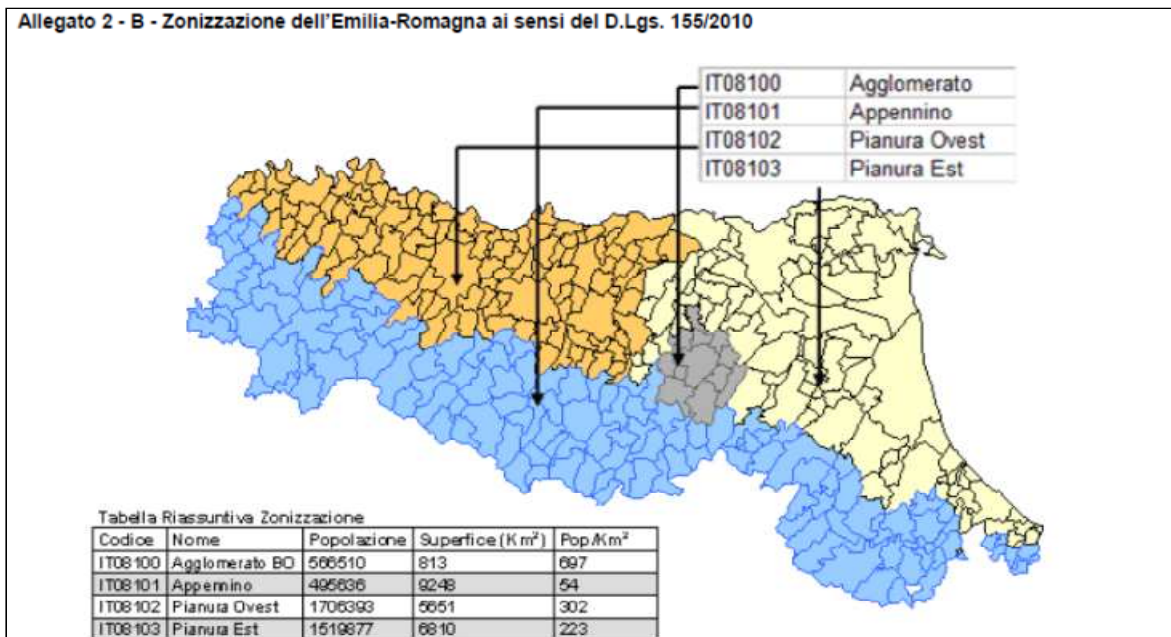 Allegato 2 - B - Zonizzazione dell'Emilia-Romagna ai sensi del D.Lgs. 155/2010
IT08100 Agglomerato
IT08101 Appennino
IT08102 Pianura Ovest
IT08103 Pianura Est
Tabella Riassuntiva Zonizzazione
Codice Nome Popolazione Superfice (Km²) Pop/Km²
IT08100 Agglomerato BO 566510 813 697
IT08101 Appennino 495636 9248 54
IT08102 Pianura Ovest 1706393 5651 302
IT08103 Pianura Est 1519877 6810 223